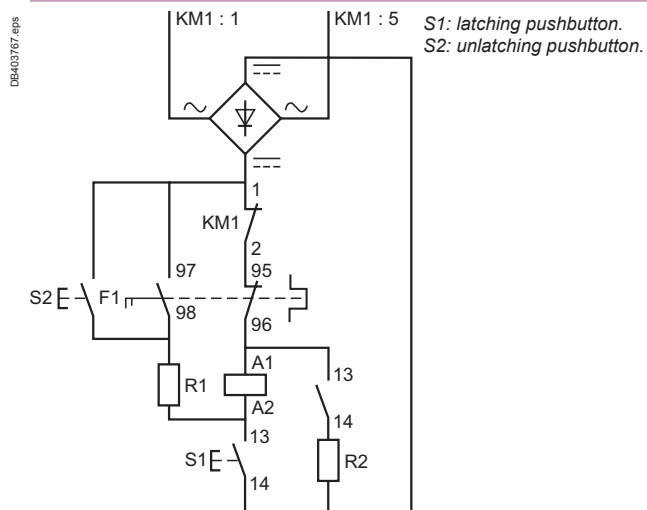 DB403767.eps
KM1 : 1
KM1 : 5
S1: latching pushbutton.
S2: unlatching pushbutton.
1
KM1
2
97
95
S2
F1
98
96
A1
13
R1
A2
14
13
S1
R2
14